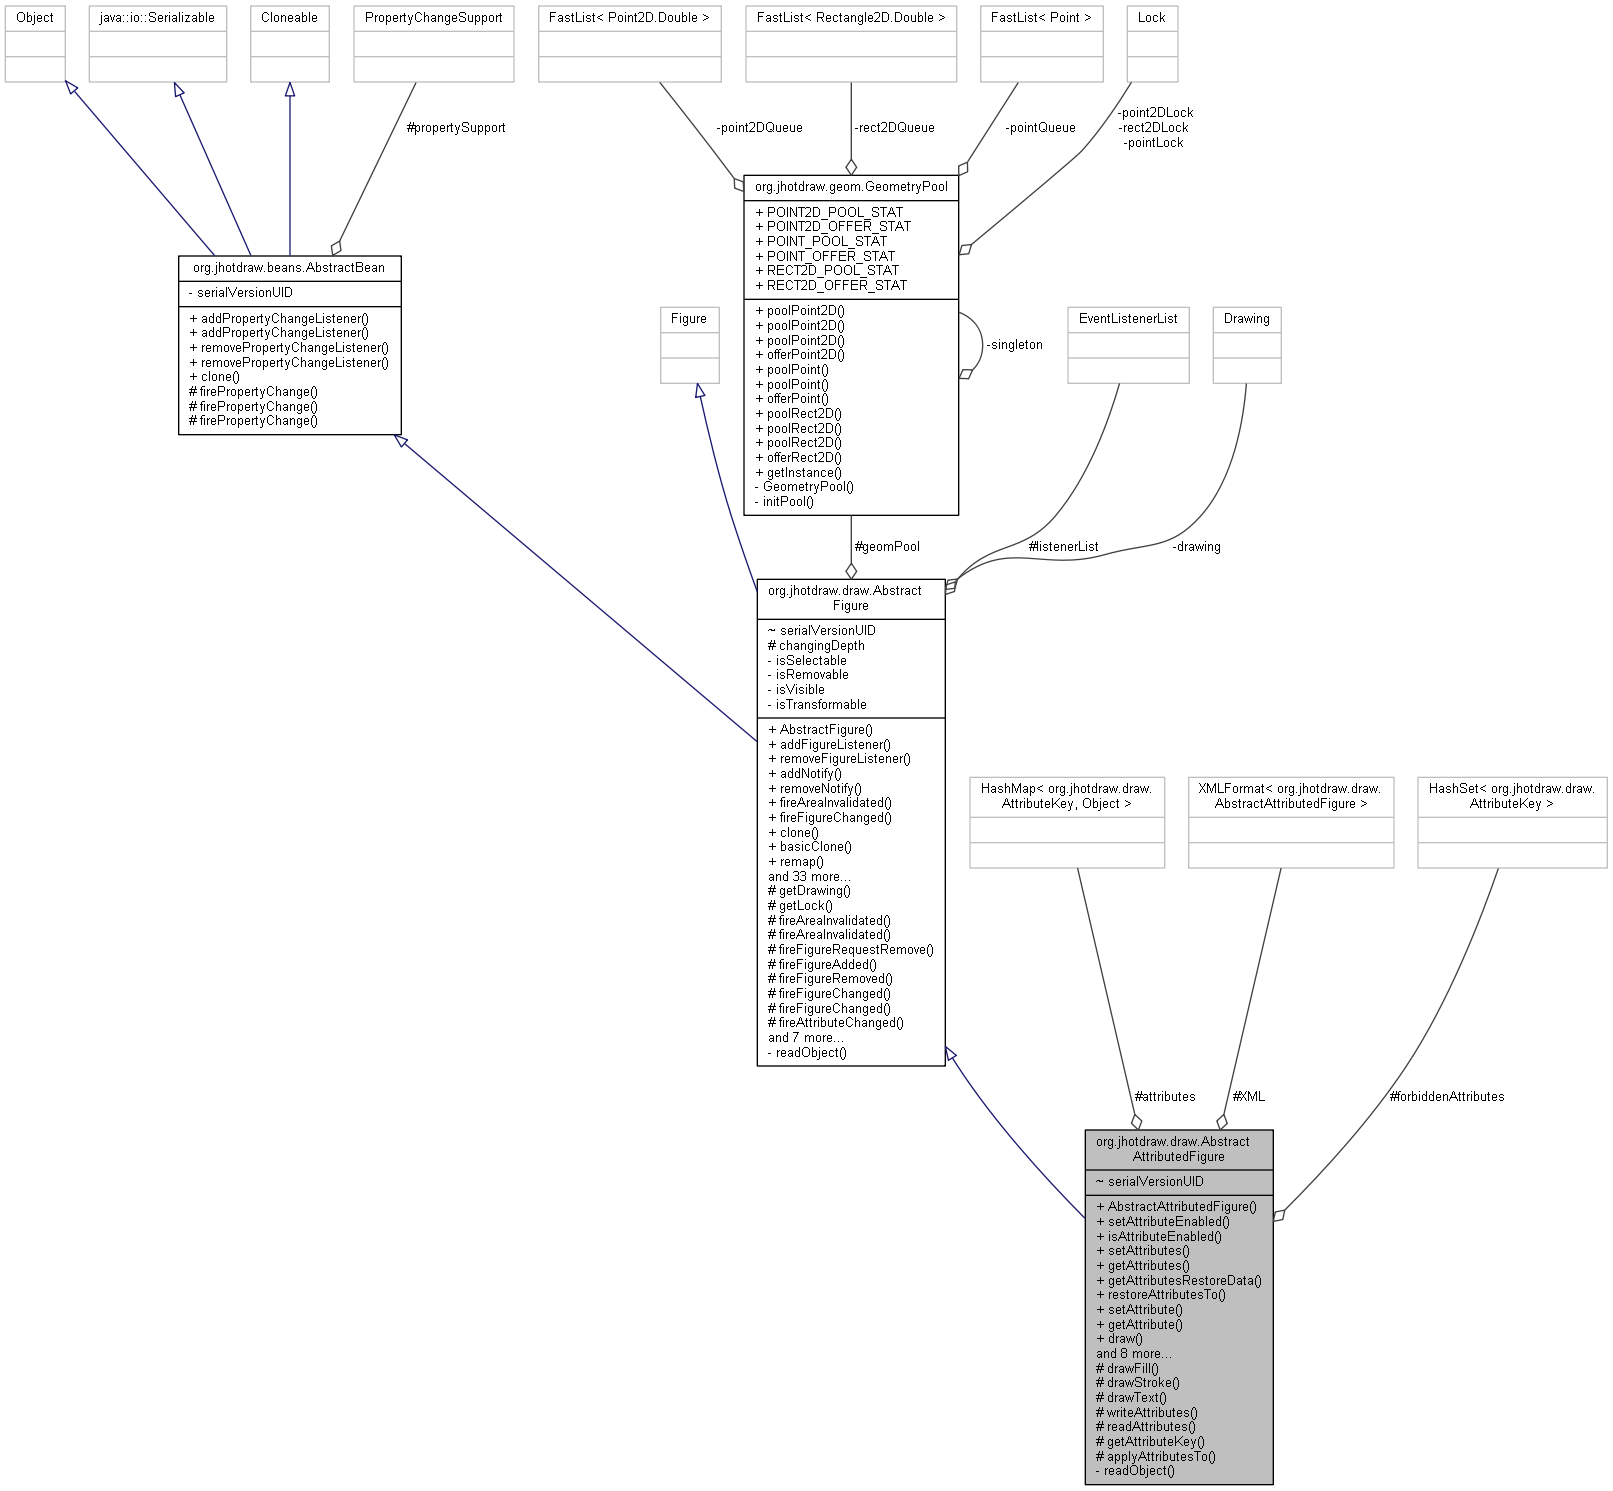 Object
java::io::Serializable
Cloneable
PropertyChangeSupport
FastList< Point2D.Double >
FastList< Rectangle2D.Double >
FastList< Point >
Lock
#propertySupport
-point2DQueue
-rect2DQueue
-pointQueue
-point2DLock
-rect2DLock
-pointLock
org.jhotdraw.geom.GeometryPool
+ POINT2D_POOL_STAT
+ POINT2D_OFFER_STAT
+ POINT_POOL_STAT
+ POINT_OFFER_STAT
+ RECT2D_POOL_STAT
+ RECT2D_OFFER_STAT
+ poolPoint2D()
+ poolPoint2D()
+ poolPoint2D()
+ offerPoint2D()
+ poolPoint()
+ poolPoint()
+ offerPoint()
+ poolRect2D()
+ poolRect2D()
+ poolRect2D()
+ offerRect2D()
+ getInstance()
- GeometryPool()
- initPool()
-singleton
org.jhotdraw.beans.AbstractBean
- serialVersionUID
+ addPropertyChangeListener()
+ addPropertyChangeListener()
+ removePropertyChangeListener()
+ removePropertyChangeListener()
+ clone()
# firePropertyChange()
# firePropertyChange()
# firePropertyChange()
Figure
EventListenerList
Drawing
#geomPool
#listenerList
-drawing
org.jhotdraw.draw.Abstract
Figure
~ serialVersionUID
# changingDepth
- isSelectable
- isRemovable
- isVisible
- isTransformable
+ AbstractFigure()
+ addFigureListener()
+ removeFigureListener()
+ addNotify()
+ removeNotify()
+ fireAreaInvalidated()
+ fireFigureChanged()
+ clone()
+ basicClone()
+ remap()
and 33 more...
# getDrawing()
# getLock()
# fireAreaInvalidated()
# fireAreaInvalidated()
# fireFigureRequestRemove()
# fireFigureAdded()
# fireFigureRemoved()
# fireFigureChanged()
# fireFigureChanged()
# fireAttributeChanged()
and 7 more...
- readObject()
HashMap< org.jhotdraw.draw.
AttributeKey, Object >
XMLFormat< org.jhotdraw.draw.
AbstractAttributedFigure >
HashSet< org.jhotdraw.draw.
AttributeKey >
#attributes
#XML
#forbiddenAttributes
org.jhotdraw.draw.Abstract
AttributedFigure
~ serialVersionUID
+ AbstractAttributedFigure()
+ setAttributeEnabled()
+ isAttributeEnabled()
+ setAttributes()
+ getAttributes()
+ getAttributesRestoreData()
+ restoreAttributesTo()
+ setAttribute()
+ getAttribute()
+ draw()
and 8 more...
# drawFill()
# drawStroke()
# drawText()
# writeAttributes()
# readAttributes()
# getAttributeKey()
# applyAttributesTo()
- readObject()